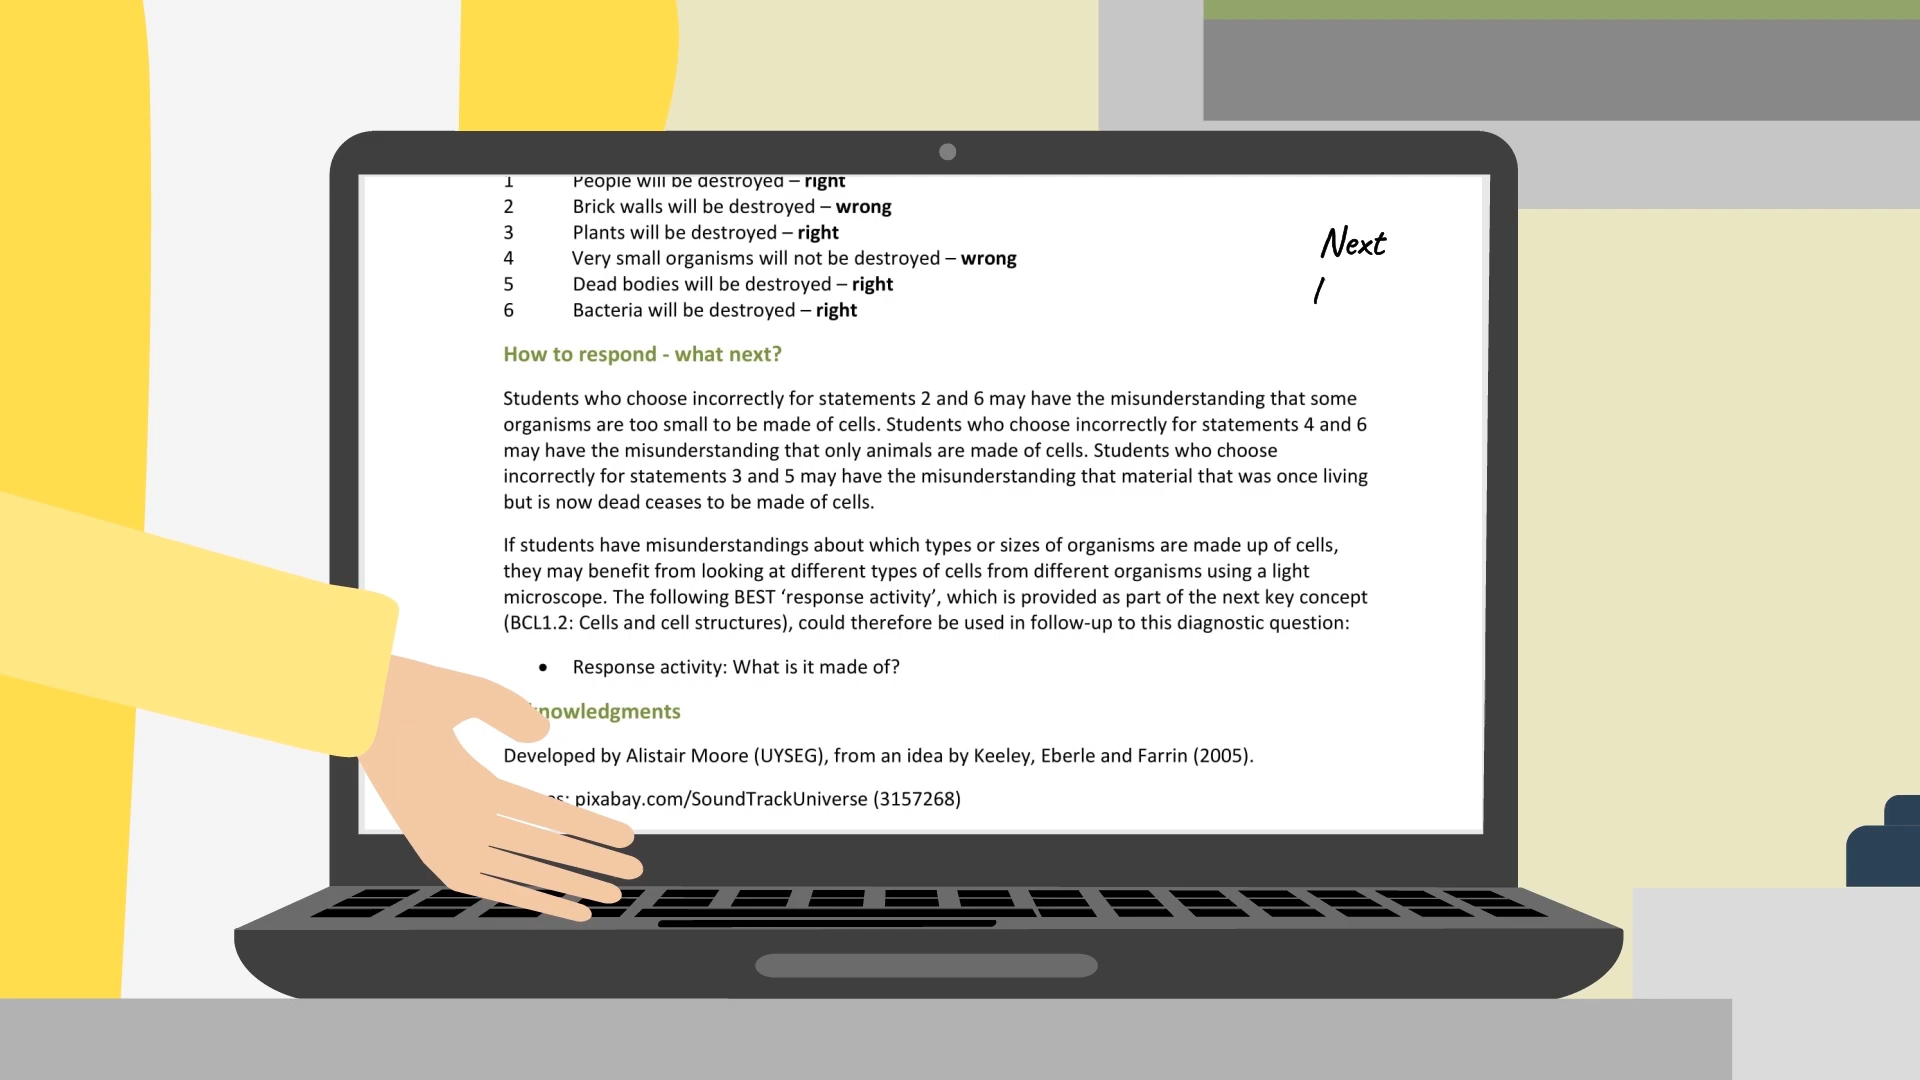 1 People will be destroyed – right
2 Brick walls will be destroyed – wrong
3 Plants will be destroyed – right
4 Very small organisms will not be destroyed – wrong
5 Dead bodies will be destroyed – right
6 Bacteria will be destroyed – right
Next
How to respond - what next?
Students who choose incorrectly for statements 2 and 6 may have the misunderstanding that some
organisms are too small to be made of cells. Students who choose incorrectly for statements 4 and 6
may have the misunderstanding that only animals are made of cells. Students who choose
incorrectly for statements 3 and 5 may have the misunderstanding that material that was once living
but is now dead ceases to be made of cells.
If students have misunderstandings about which types or sizes of organisms are made up of cells,
they may benefit from looking at different types of cells from different organisms using a light
microscope. The following BEST ‘response activity’, which is provided as part of the next key concept
(BCL1.2: Cells and cell structures), could therefore be used in follow-up to this diagnostic question:
• Response activity: What is it made of?
nowledgments
Developed by Alistair Moore (UYSEG), from an idea by Keeley, Eberle and Farrin (2005).
es: pixabay.com/SoundTrackUniverse (3157268)